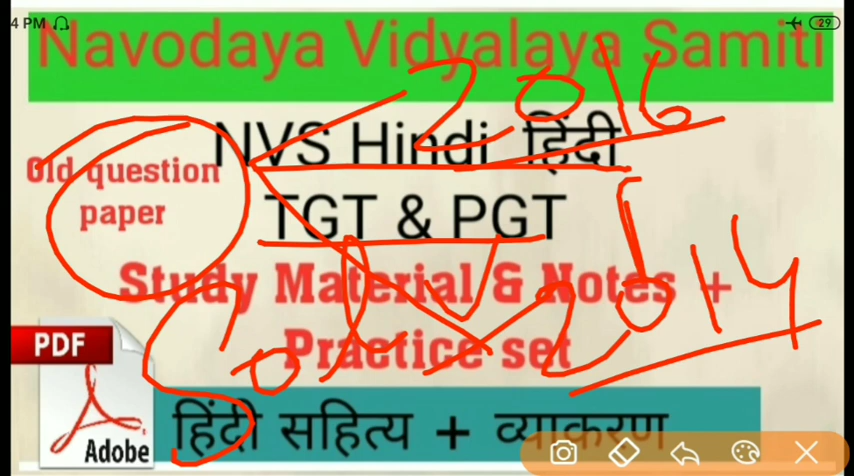 4 PM 29
Navodaya Vidyalaya Samiti
2016
NVS Hindi हिंदी
Old question
paper
TGT & PGT
Study Material & Notes +
2014
Practice set
PDF
Adobe
हिंदी साहित्य + व्याकरण